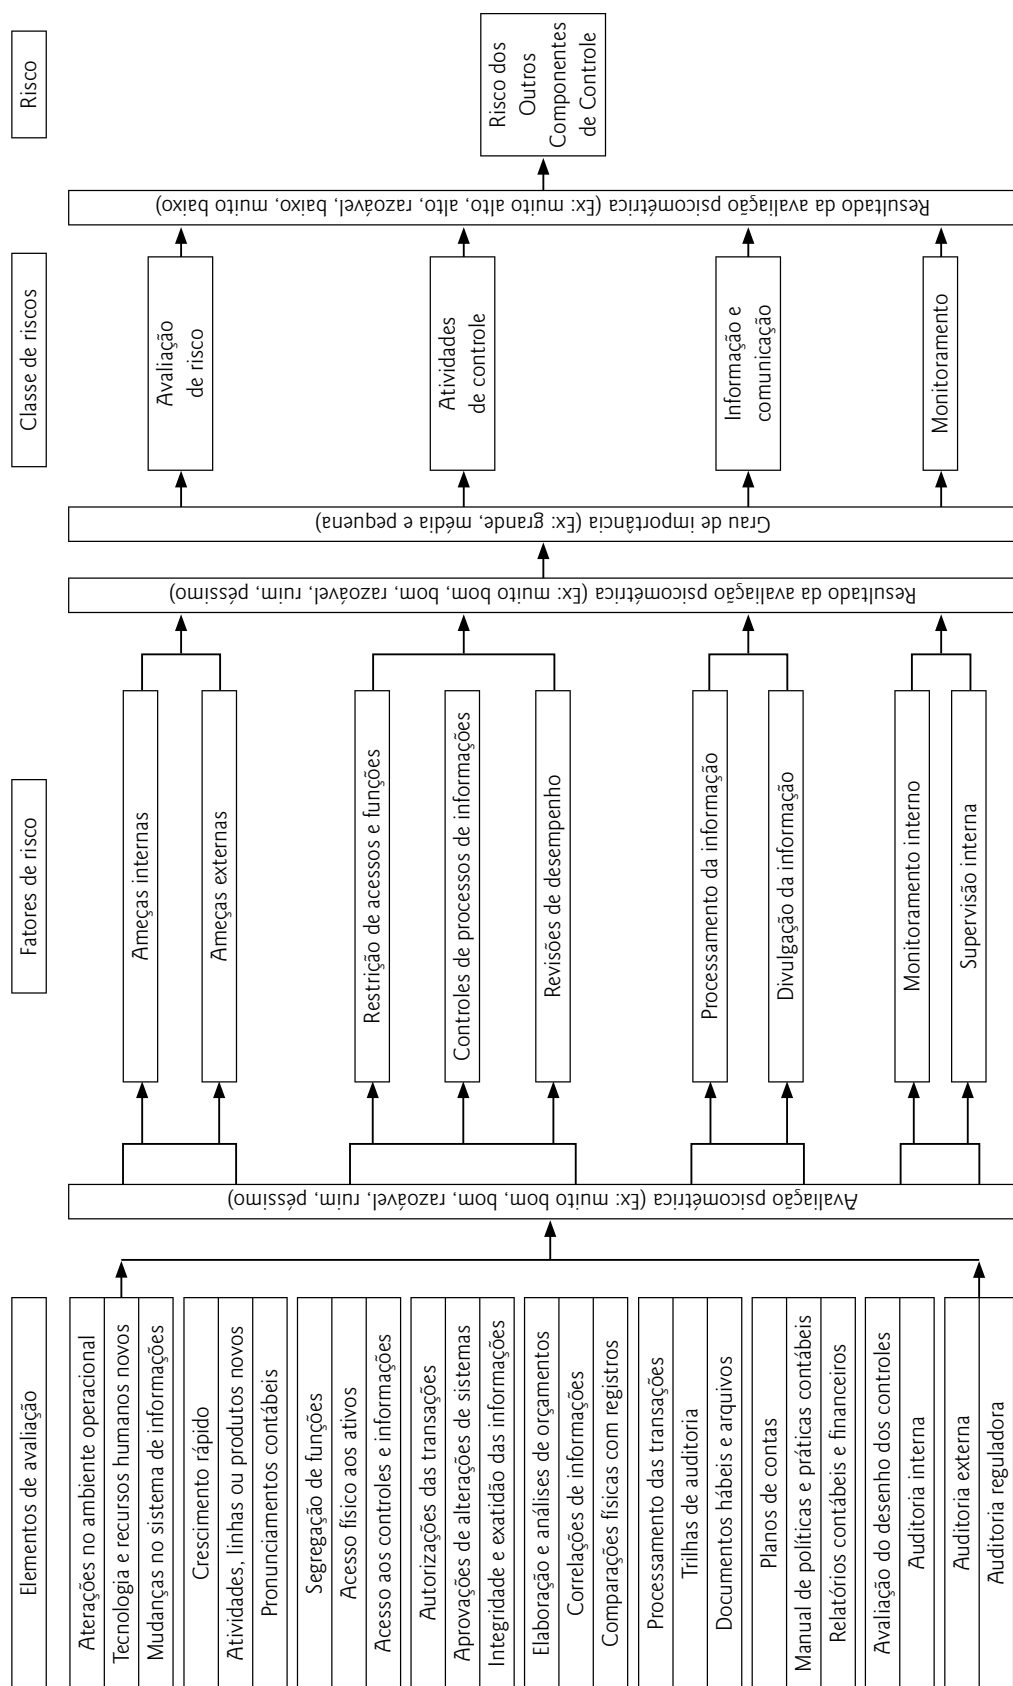 Elementos de avaliação
Fatores de risco
Classe de riscos
Risco
Aterações no ambiente operacional
Tecnologia e recursos humanos novos
Mudanças no sistema de informações
Crescimento rápido
Atividades, linhas ou produtos novos
Pronunciamentos contábeis
Segregação de funções
Acesso físico aos ativos
Acesso aos controles e informações
Autorizações das transações
Aprovações de alterações de sistemas
Integridade e exatidão das informações
Elaboração e análises de orçamentos
Correlações de informações
Comparações físicas com registros
Processamento das transações
Trilhas de auditoria
Documentos hábeis e arquivos
Planos de contas
Manual de políticas e práticas contábeis
Relatórios contábeis e financeiros
Avaliação do desenho dos controles
Auditoria interna
Auditoria externa
Auditoria reguladora
Avaliação psicométrica (Ex: muito bom, bom, razoável, ruim, péssimo)
Ameças internas
Ameças externas
Restrição de acessos e funções
Controles de processos de informações
Revisões de desempenho
Processamento da informação
Divulgação da informação
Monitoramento interno
Supervisão interna
Resultado da avaliação psicométrica (Ex: muito bom, bom, razoável, ruim, péssimo)
Grau de importância (Ex: grande, média e pequena)
Avaliação
de risco
Atividades
de controle
Informação e
comunicação
Monitoramento
Resultado da avaliação psicométrica (Ex: muito alto, alto, razoável, baixo, muito baixo)
Risco dos
Outros
Componentes
de Controle